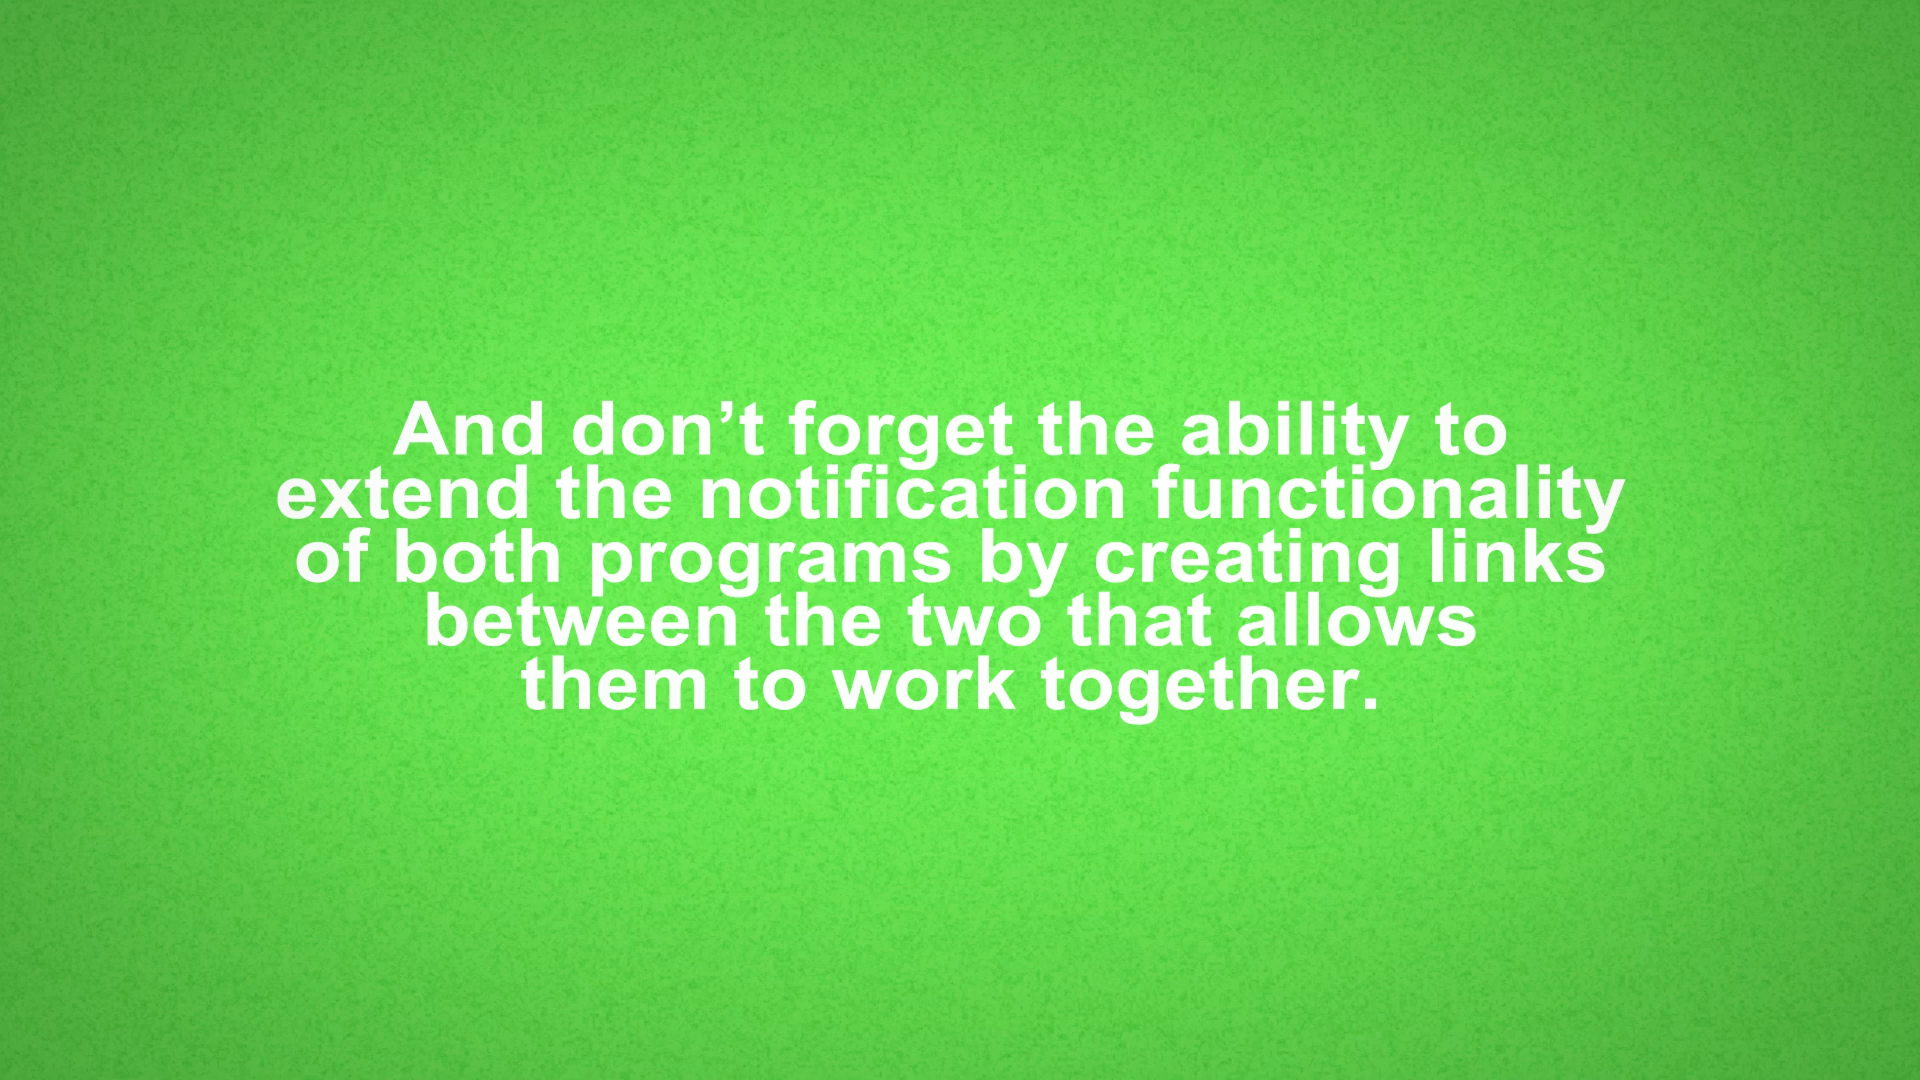 And don’t forget the ability to
extend the notification functionality
of both programs by creating links
between the two that allows
them to work together.